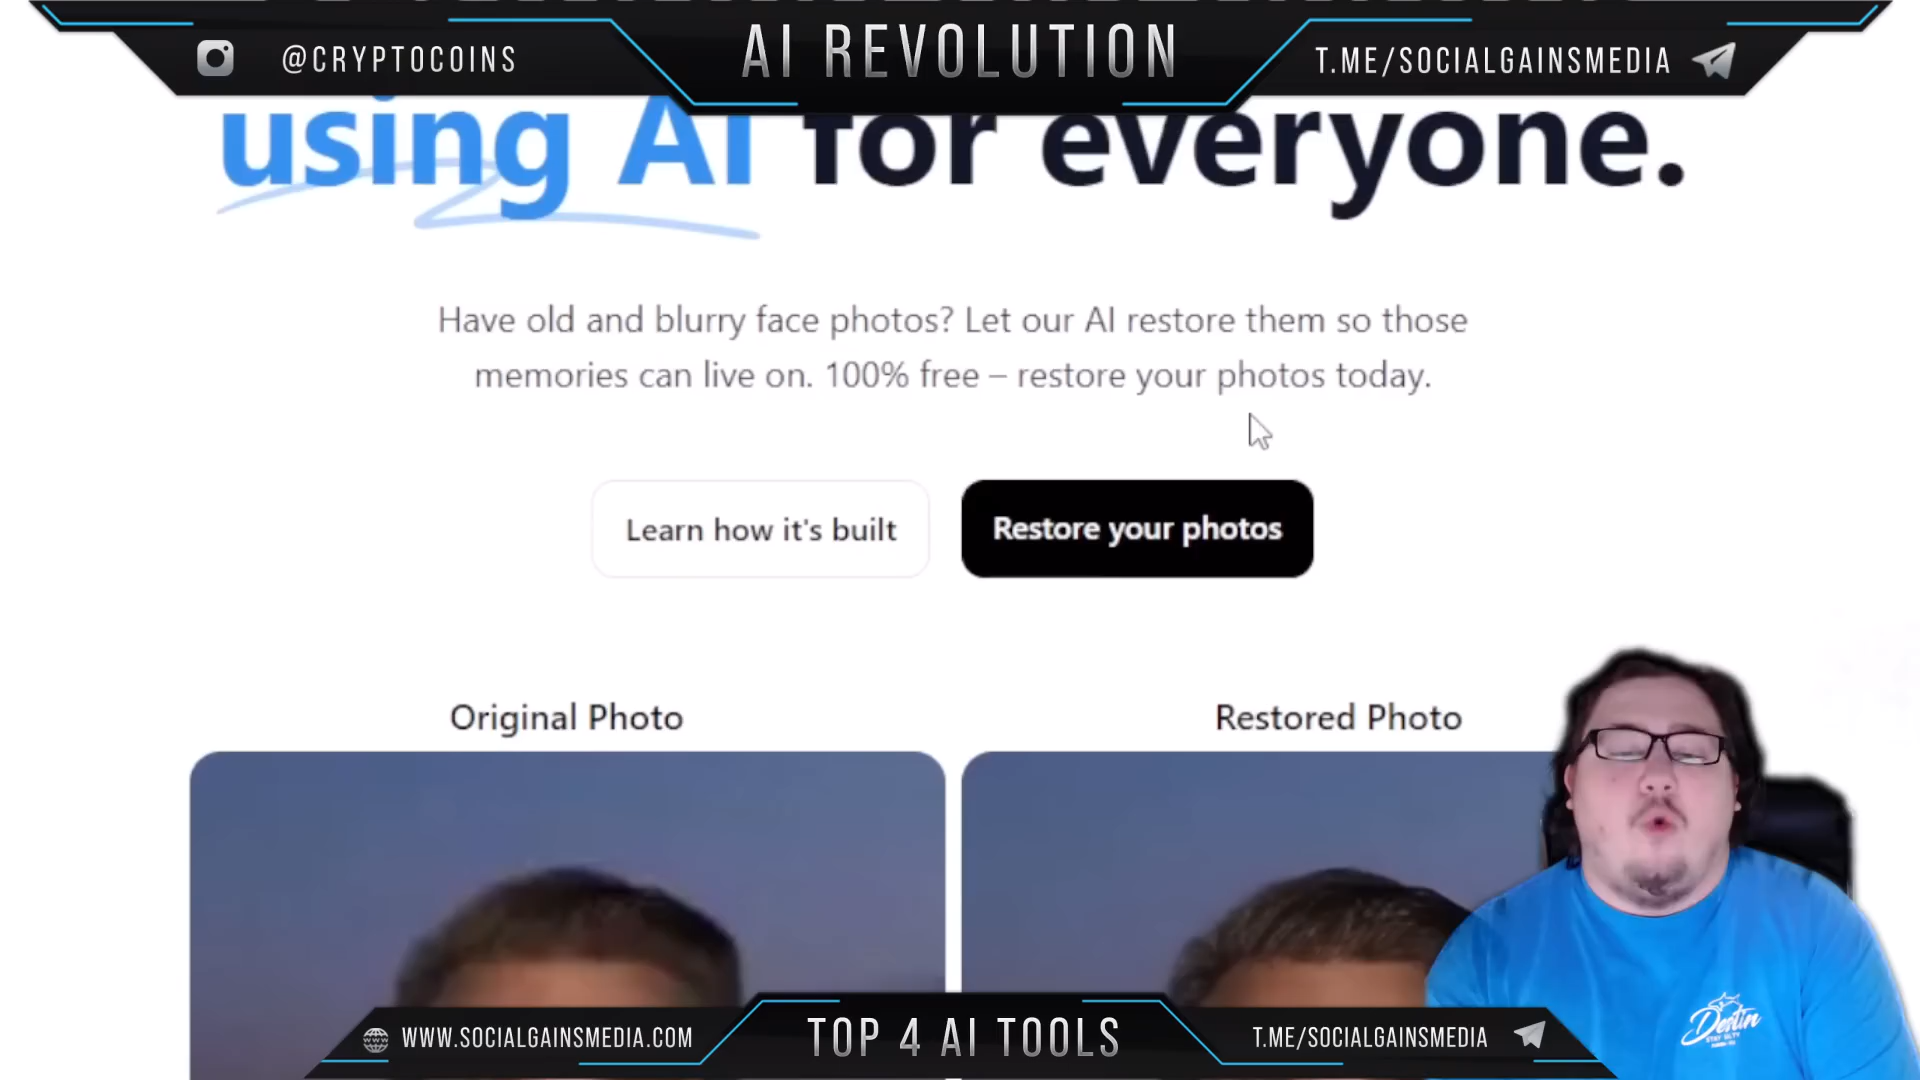 @CRYPTOCOINS
AI REVOLUTION
T.ME/SOCIALGAINSMEDIA
using AI for everyone.
Have old and blurry face photos? Let our AI restore them so those
memories can live on. 100% free – restore your photos today.
Learn how it's built
Restore your photos
Original Photo
Restored Photo
Destin
WWW.SOCIALGAINSMEDIA.COM
TOP 4 AI TOOLS
T.ME/SOCIALGAINSMEDIA